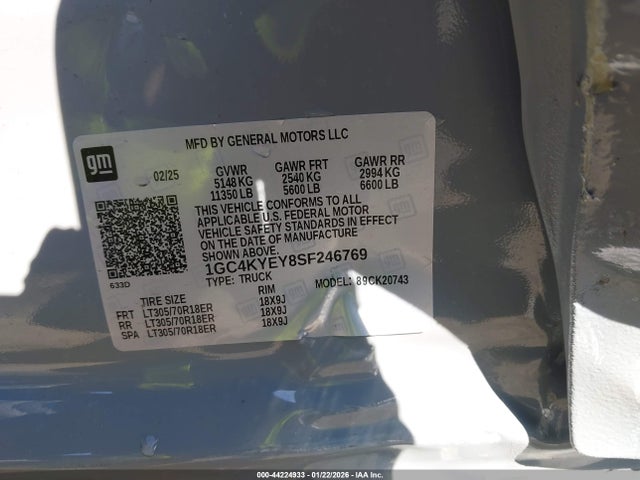 MFD BY GENERAL MOTORS LLC
gm
02/25
GVWR GAWR FRT GAWR RR
5148 KG 2540 KG 2994 KG
11350 LB 5600 LB 6600 LB
THIS VEHICLE CONFORMS TO ALL
APPLICABLE U.S. FEDERAL MOTOR
VEHICLE SAFETY STANDARDS IN EFFECT
ON THE DATE OF MANUFACTURE
SHOWN ABOVE.
1GC4KYEY8SF246769
633D
TYPE: TRUCK MODEL: 89CK20743
TIRE SIZE RIM
FRT LT305/70R18ER 18X9J
RR LT305/70R18ER 18X9J
SPA LT305/70R18ER 18X9J
000-44224933 - 01/22/2026 - IAA Inc.